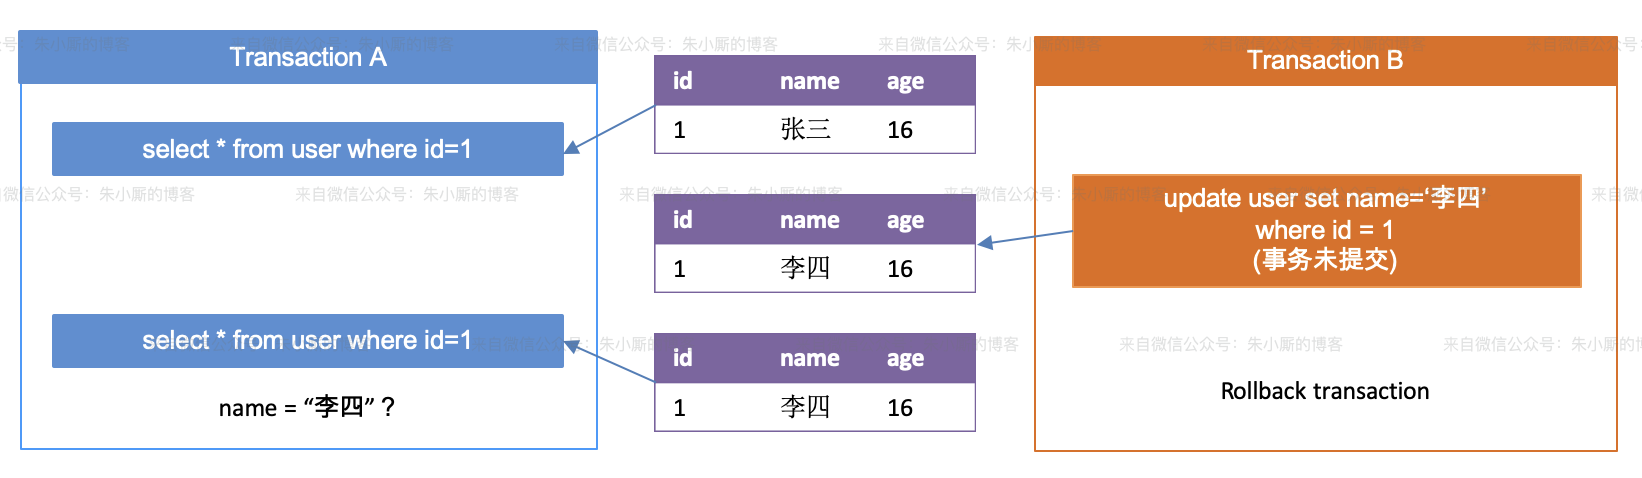 Transaction A
select * from user where id=1
select * from user where id=1
name = “李四”？
id name age
1 张三 16
id name age
1 李四 16
id name age
1 李四 16
Transaction B
update user set name=‘李四’
where id = 1
(事务未提交)
Rollback transaction
来自微信公众号：朱小厮的博客